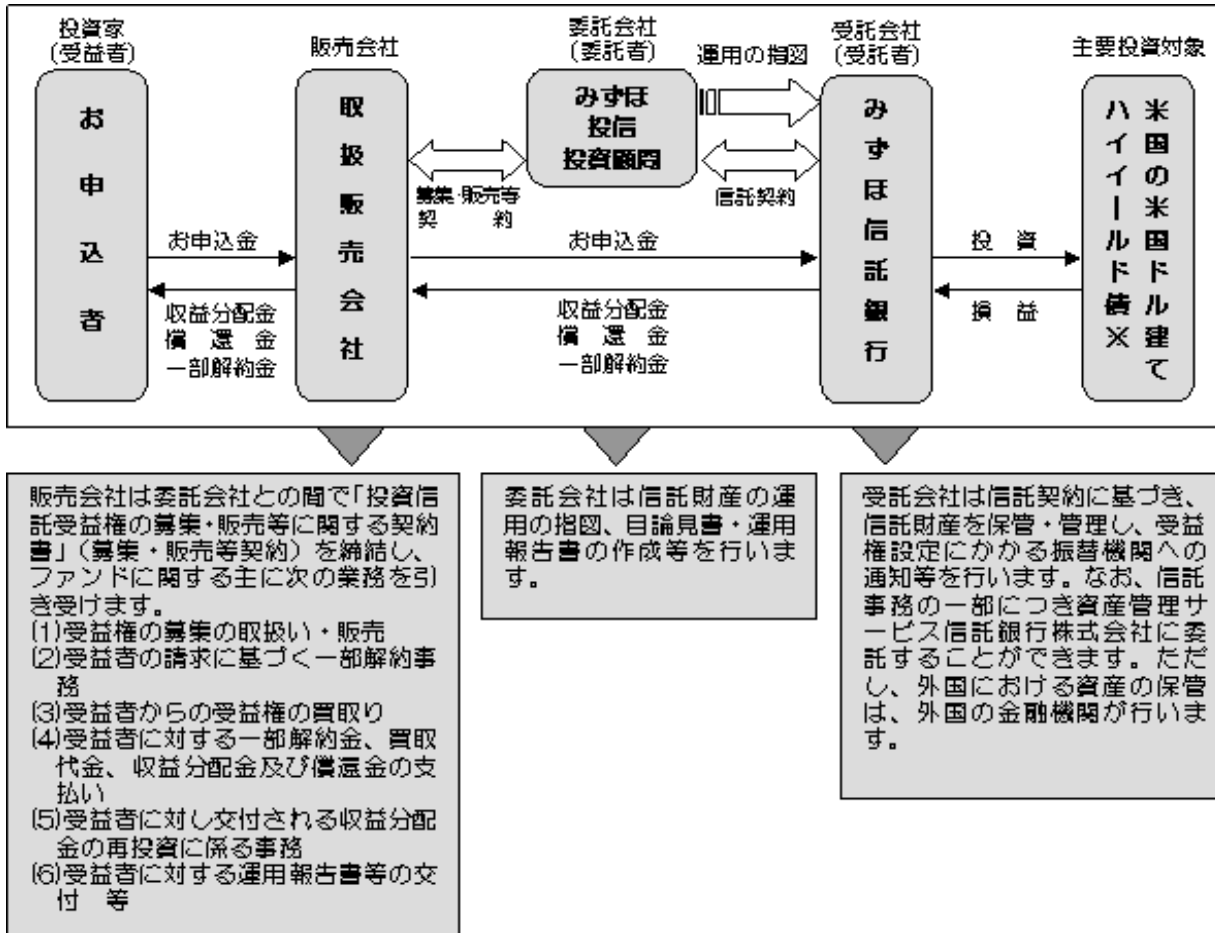 投資家
(受益者)
お申込者
販売会社
取扱販売会社
委託会社
(委託者)
みずほ
投信
投資顧問
運用の指図
受託会社
(受託者)
みずほ信託銀行
主要投資対象
米国の米国ドル建て
ハイイールド債※
募集・販売等
契　　約
信託契約
お申込金
収益分配金
償　還　金
一部解約金
お申込金
収益分配金
償　還　金
一部解約金
投　資
損　益
販売会社は委託会社との間で「投資信
託受益権の募集・販売等に関する契約
書」（募集・販売等契約）を締結し、
ファンドに関する主に次の業務を引
き受けます。
(1)受益権の募集の取扱い・販売
(2)受益者の請求に基づく一部解約事
務
(3)受益者からの受益権の買取り
(4)受益者に対する一部解約金、買取
代金、収益分配金及び償還金の支
払い
(5)受益者に対し交付される収益分配
金の再投資に係る事務
(6)受益者に対する運用報告書等の交
付　等
委託会社は信託財産の運
用の指図、目論見書・運用
報告書の作成等を行いま
す。
受託会社は信託契約に基づき、
信託財産を保管・管理し、受益
権設定にかかる振替機関への
通知等を行います。なお、信託
事務の一部につき資産管理サ
ービス信託銀行株式会社に委
託することができます。ただ
し、外国における資産の保管
は、外国の金融機関が行いま
す。